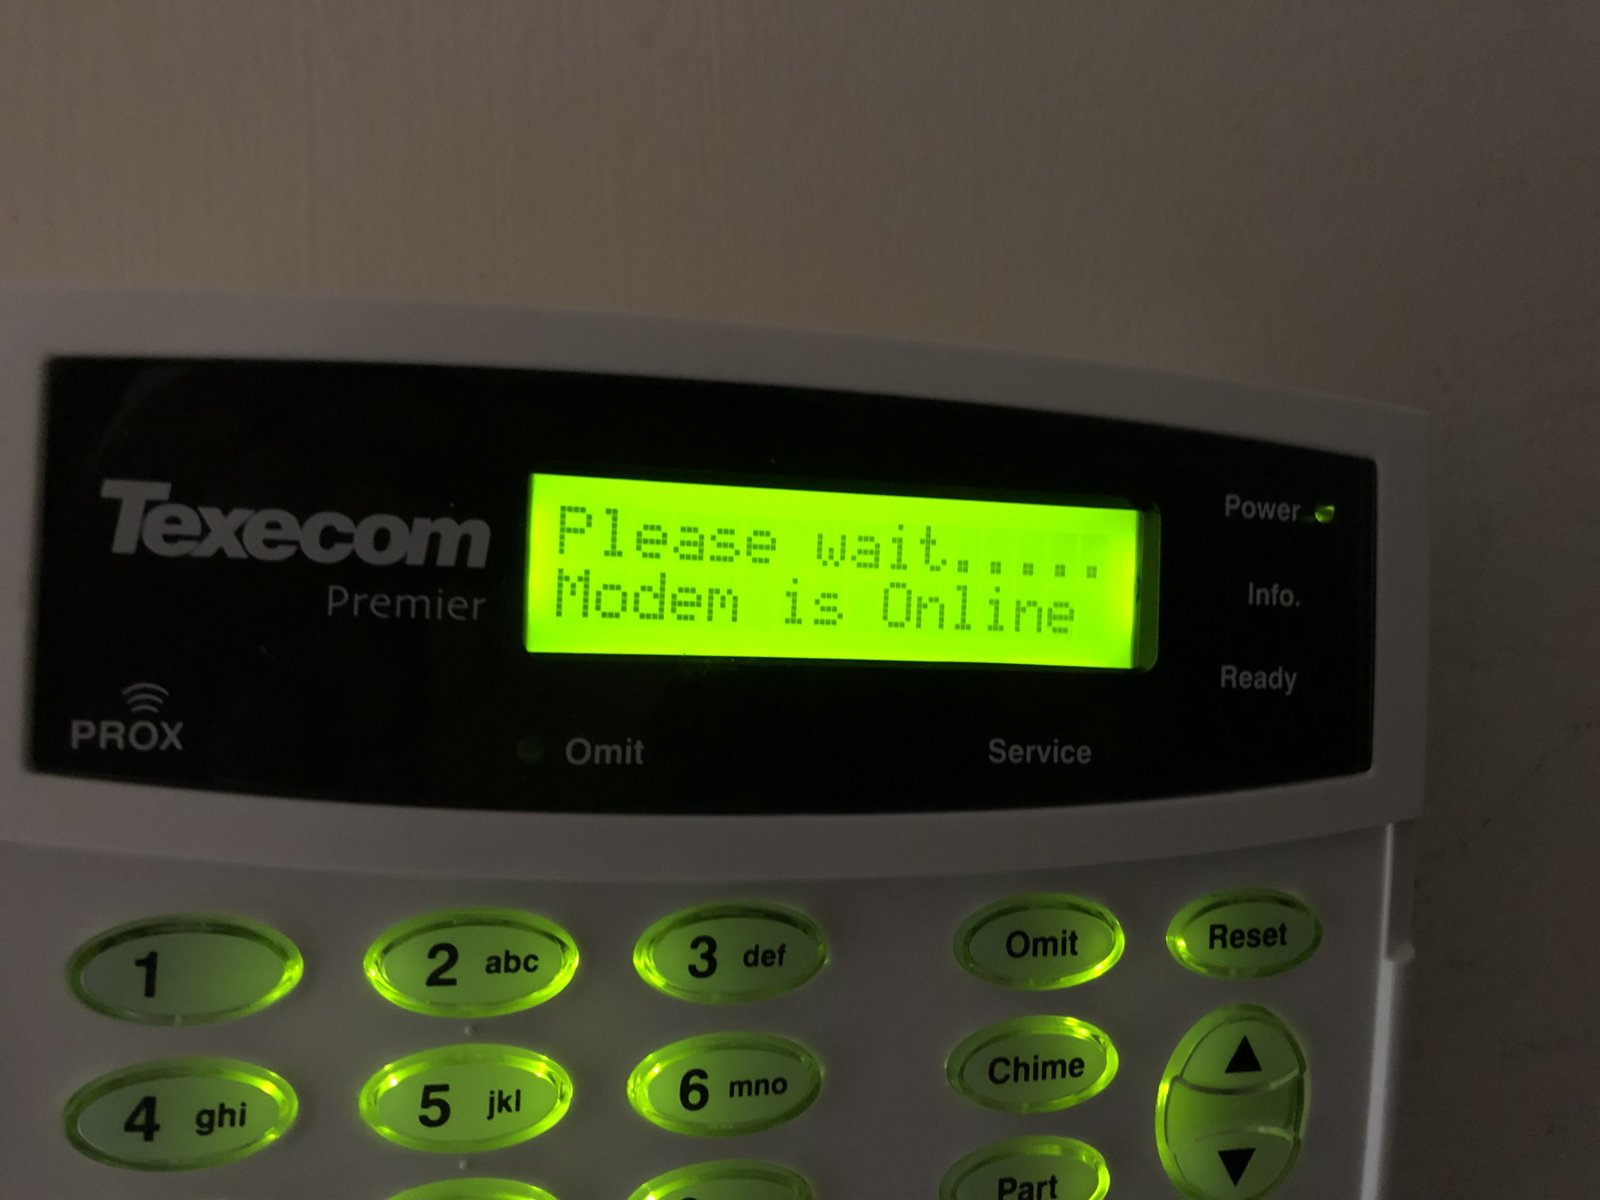 Texecom
Premier
PROX
Please wait.....
Modem is Online
Power
Info.
Ready
Omit
Service
1
2 abc
3 def
Omit
Reset
4 ghi
5 jkl
6 mno
Chime
Part